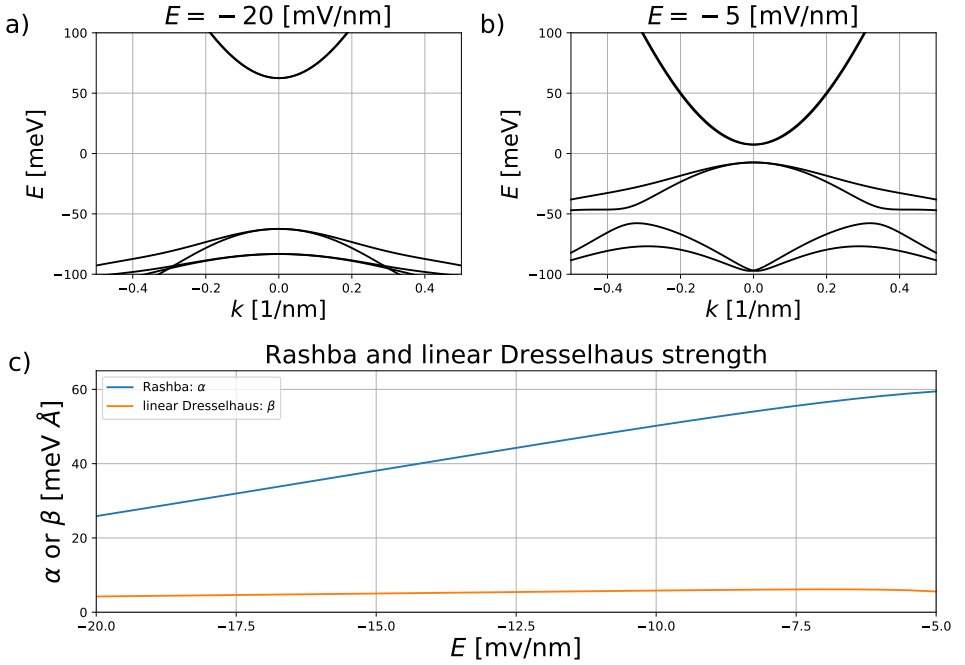 a)
E = −20 [mV/nm]
100
50
0
−50
−100
E [meV]
−0.4
−0.2
0.0
0.2
0.4
k [1/nm]
b)
E = −5 [mV/nm]
100
50
0
−50
−100
E [meV]
−0.4
−0.2
0.0
0.2
0.4
k [1/nm]
c)
Rashba and linear Dresselhaus strength
Rashba: α
linear Dresselhaus: β
60
40
20
0
α or β [meV Å]
−20.0
−17.5
−15.0
−12.5
−10.0
−7.5
−5.0
E [mv/nm]